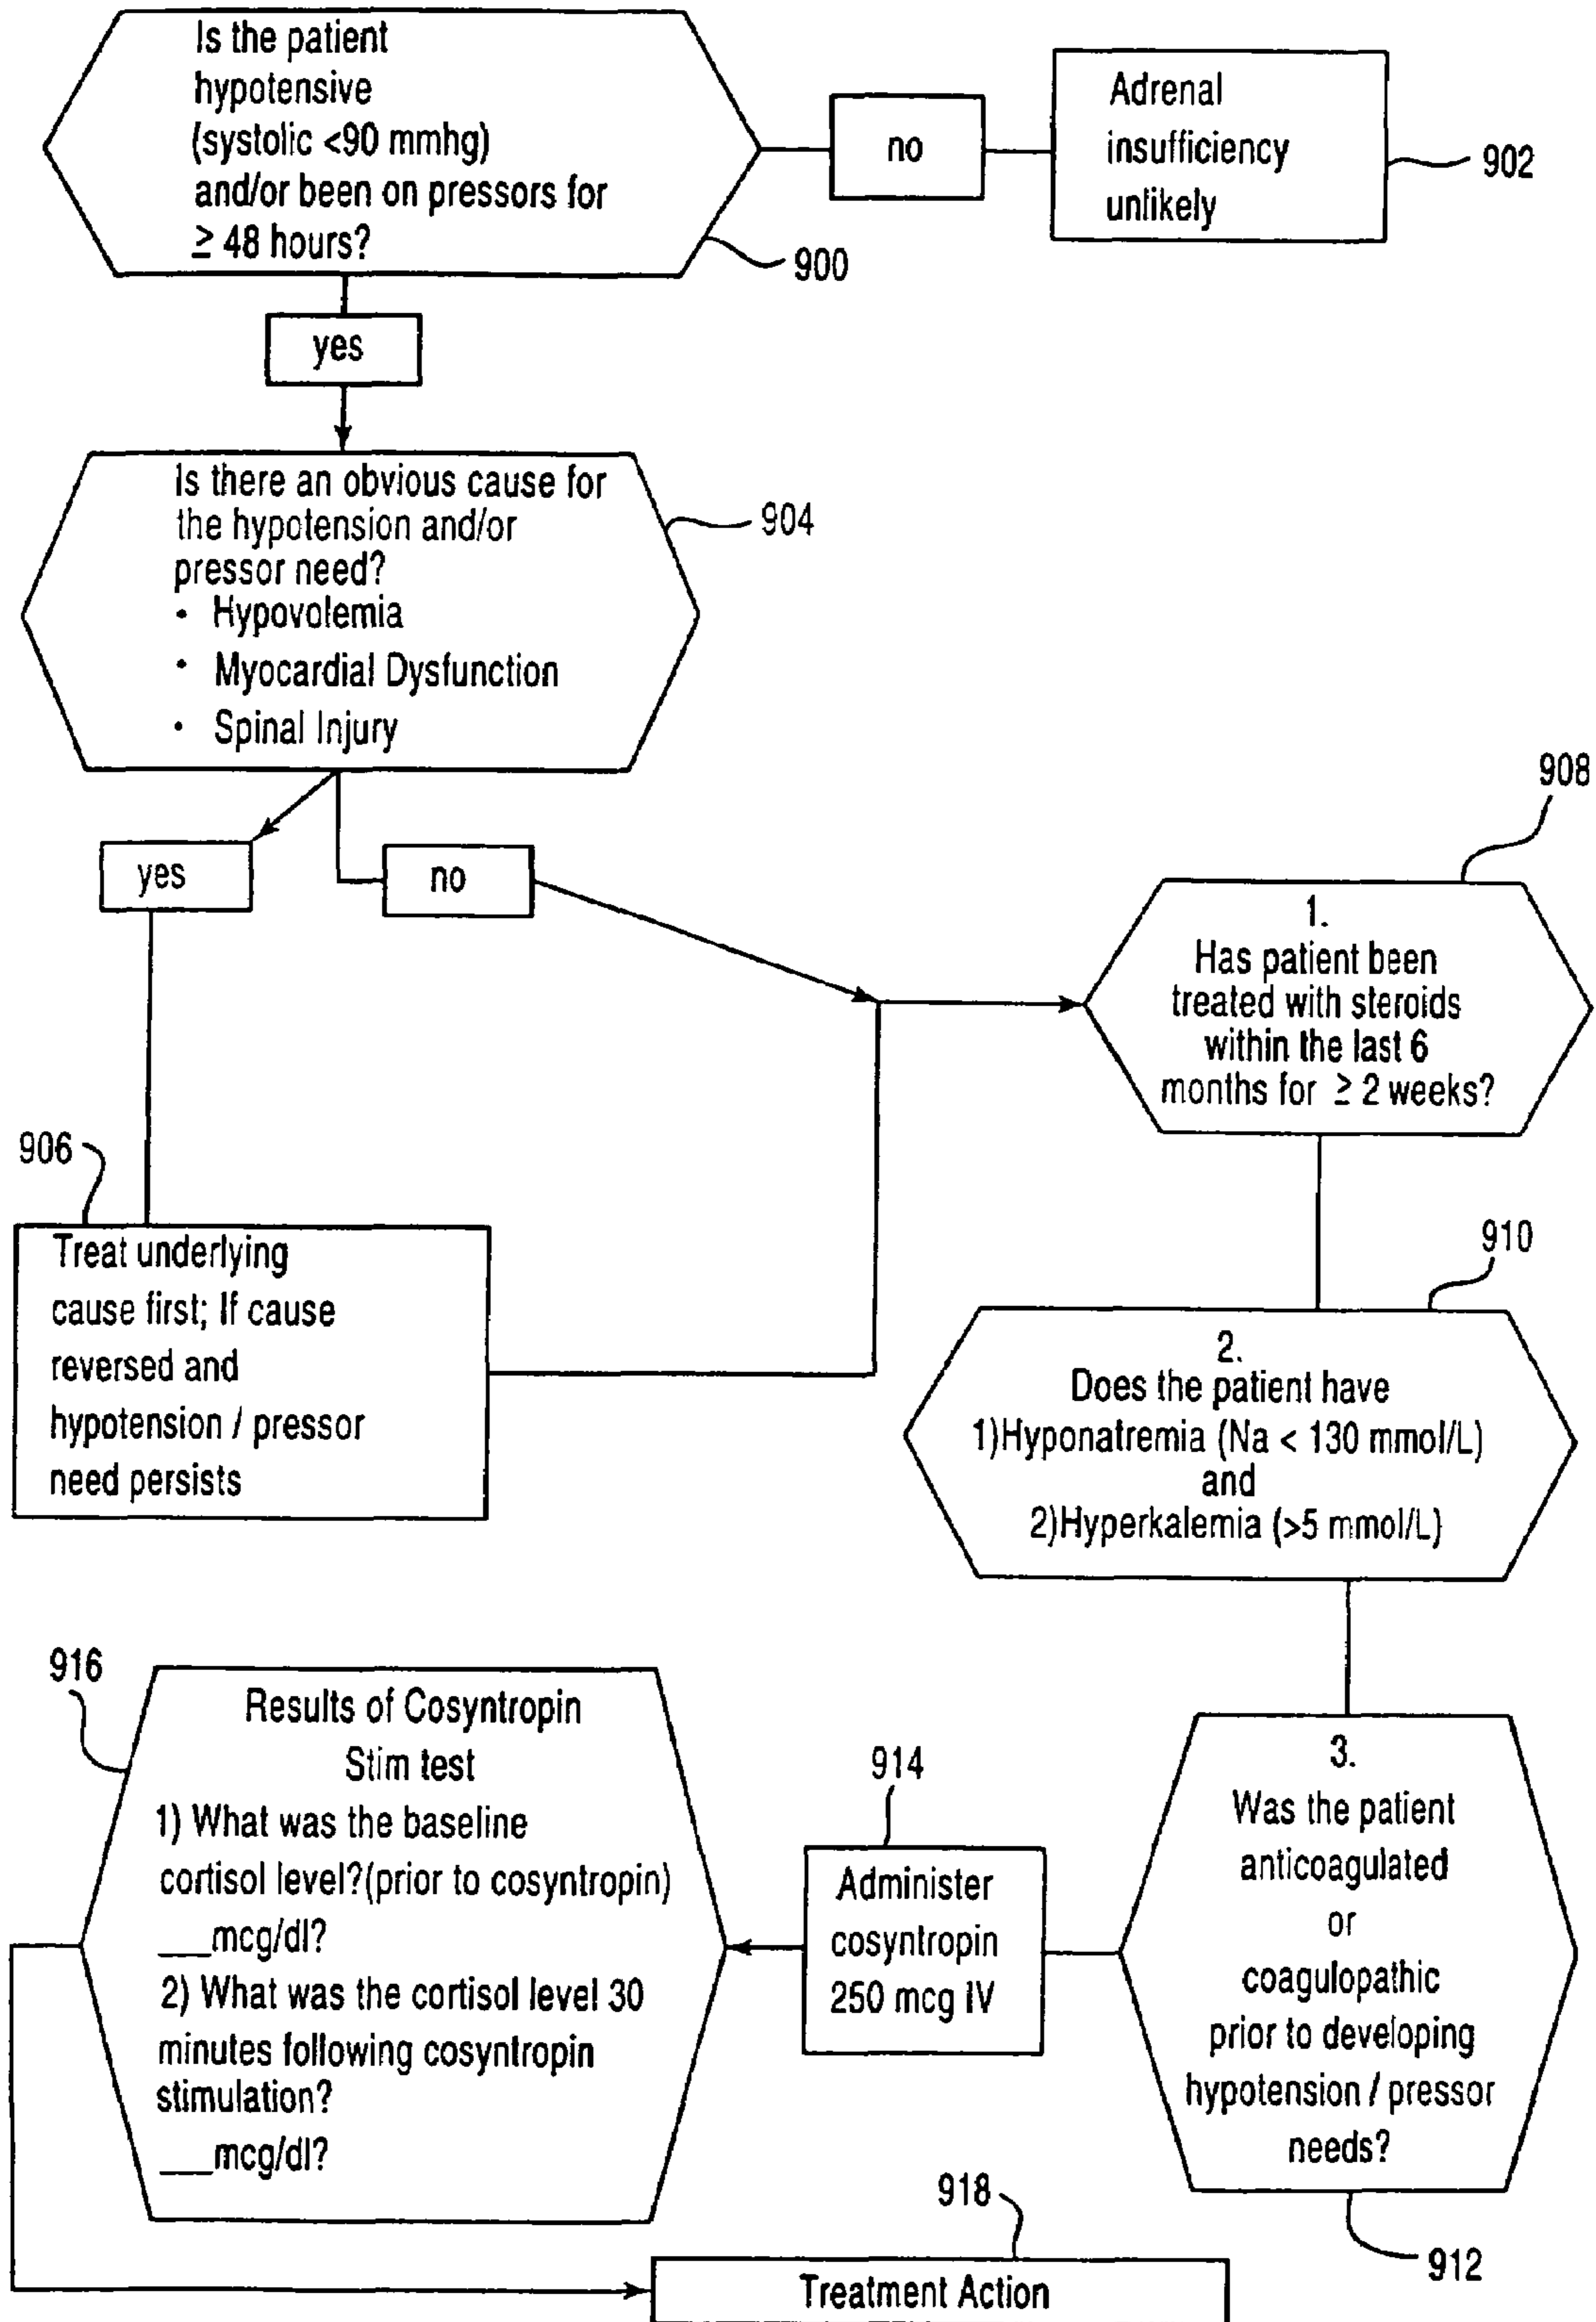 Is the patient
hypotensive
(systolic <90 mmhg)
and/or been on pressors for
≥ 48 hours?
900
no
Adrenal
insufficiency
unlikely
902
yes
Is there an obvious cause for
the hypotension and/or
pressor need?
• Hypovolemia
• Myocardial Dysfunction
• Spinal Injury
904
yes
no
906
Treat underlying
cause first; If cause
reversed and
hypotension / pressor
need persists
908
1.
Has patient been
treated with steroids
within the last 6
months for ≥ 2 weeks?
910
2.
Does the patient have
1)Hyponatremia (Na < 130 mmol/L)
and
2)Hyperkalemia (>5 mmol/L)
3.
Was the patient
anticoagulated
or
coagulopathic
prior to developing
hypotension / pressor
needs?
912
914
Administer
cosyntropin
250 mcg IV
916
Results of Cosyntropin
Stim test
1) What was the baseline
cortisol level?(prior to cosyntropin)
___mcg/dl?
2) What was the cortisol level 30
minutes following cosyntropin
stimulation?
___mcg/dl?
918
Treatment Action